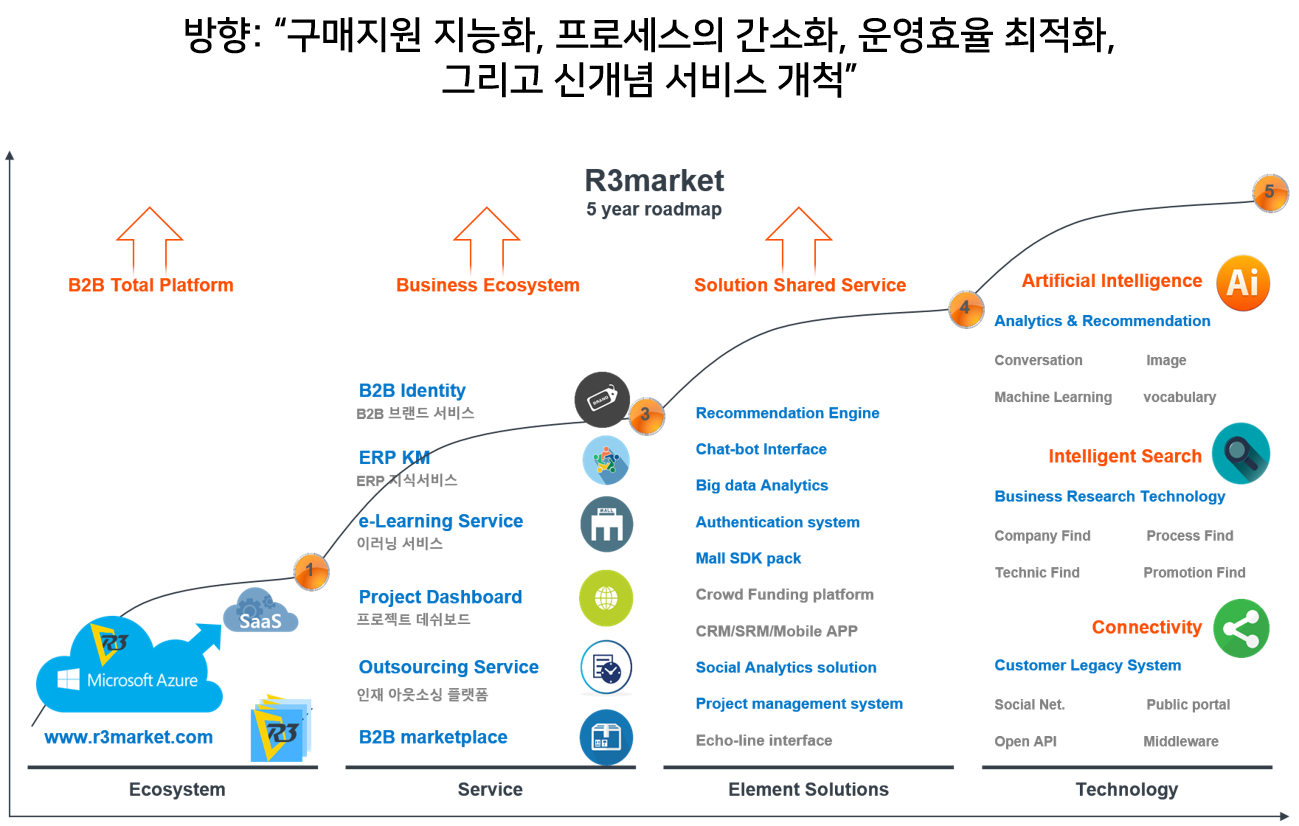 방향: “구매지원 지능화, 프로세스의 간소화, 운영효율 최적화,
그리고 신개념 서비스 개척”
R3market
5 year roadmap
B2B Total Platform
Business Ecosystem
Solution Shared Service
1
3
4
5
R3
SaaS
Microsoft Azure
www.r3market.com
R3
Ecosystem
B2B Identity
B2B 브랜드 서비스
BRAND
ERP KM
ERP 지식서비스
e-Learning Service
이러닝 서비스
MALL
Project Dashboard
프로젝트 데쉬보드
Outsourcing Service
인재 아웃소싱 플랫폼
B2B marketplace
Service
Recommendation Engine
Chat-bot Interface
Big data Analytics
Authentication system
Mall SDK pack
Crowd Funding platform
CRM/SRM/Mobile APP
Social Analytics solution
Project management system
Echo-line interface
Element Solutions
Artificial Intelligence
Ai
Analytics & Recommendation
Conversation Image
Machine Learning vocabulary
Intelligent Search
Business Research Technology
Company Find Process Find
Technic Find Promotion Find
Connectivity
Customer Legacy System
Social Net. Public portal
Open API Middleware
Technology